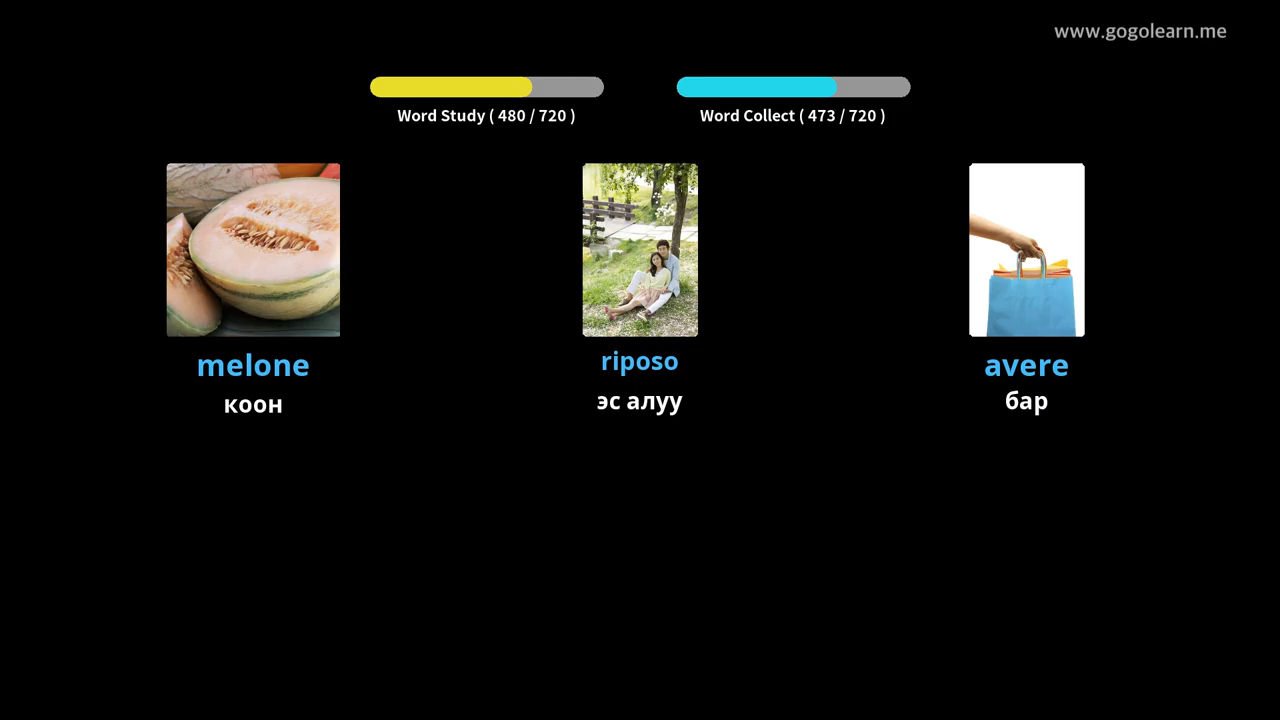 www.gogolearn.me
Word Study ( 480 / 720 )
Word Collect ( 473 / 720 )
melone
коон
riposo
эс алуу
avere
бар